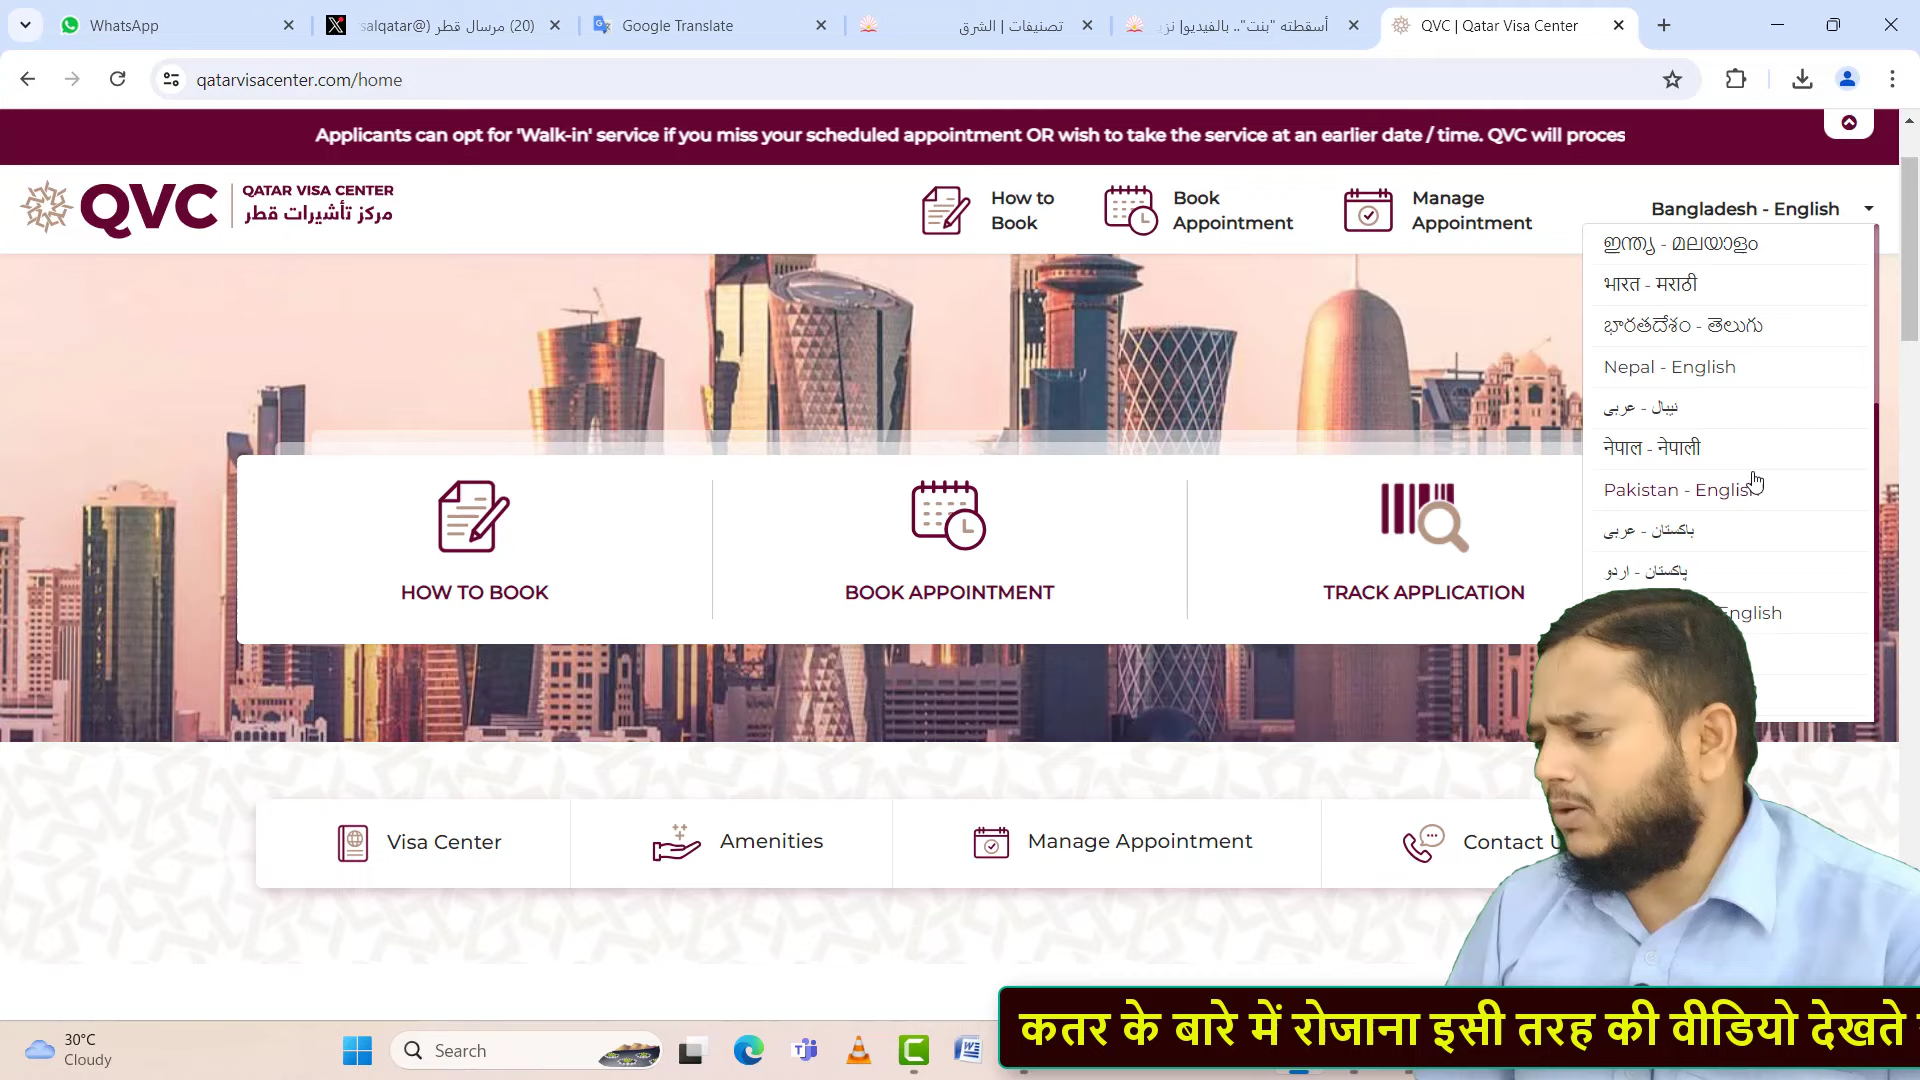 WhatsApp
(20) مرسال قطر (@salqatar
Google Translate
تصنيفات | الشرق
أسقطته "بنت".. بالفيديو|
QVC | Qatar Visa Center
qatarvisacenter.com/home
Applicants can opt for 'Walk-in' service if you miss your scheduled appointment OR wish to take the service at an earlier date / time. QVC will proces
QVC
QATAR VISA CENTER
مركز تأشيرات قطر
How to
Book
Book
Appointment
Manage
Appointment
Bangladesh - English
ഇന്ത്യ - മലയാളം
भारत - मराठी
భారతదేశం - తెలుగు
Nepal - English
نيبال - عربى
नेपाल - नेपाली
Pakistan - English
باكستان - عربى
پاکستان - اردو
English
HOW TO BOOK
BOOK APPOINTMENT
TRACK APPLICATION
Visa Center
Amenities
Manage Appointment
Contact U
कतर के बारे में रोजाना इसी तरह की वीडियो देखते
30°C
Cloudy
Search